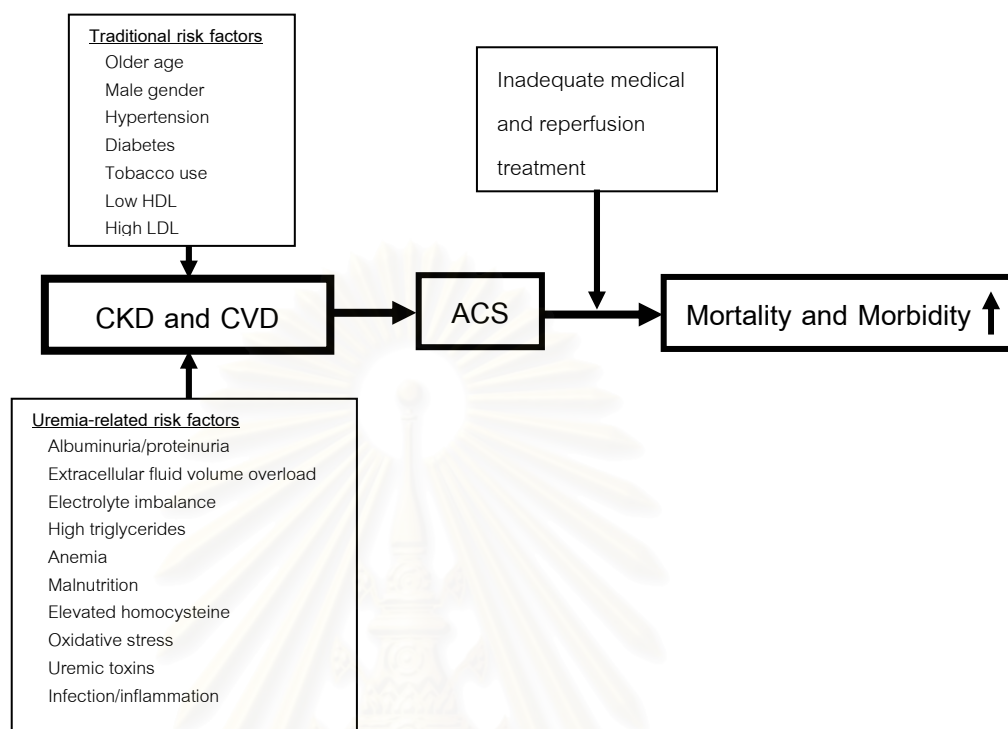 Traditional risk factors
Older age
Male gender
Hypertension
Diabetes
Tobacco use
Low HDL
High LDL
Inadequate medical
and reperfusion
treatment
CKD and CVD
ACS
Mortality and Morbidity
Uremia-related risk factors
Albuminuria/proteinuria
Extracellular fluid volume overload
Electrolyte imbalance
High triglycerides
Anemia
Malnutrition
Elevated homocysteine
Oxidative stress
Uremic toxins
Infection/inflammation